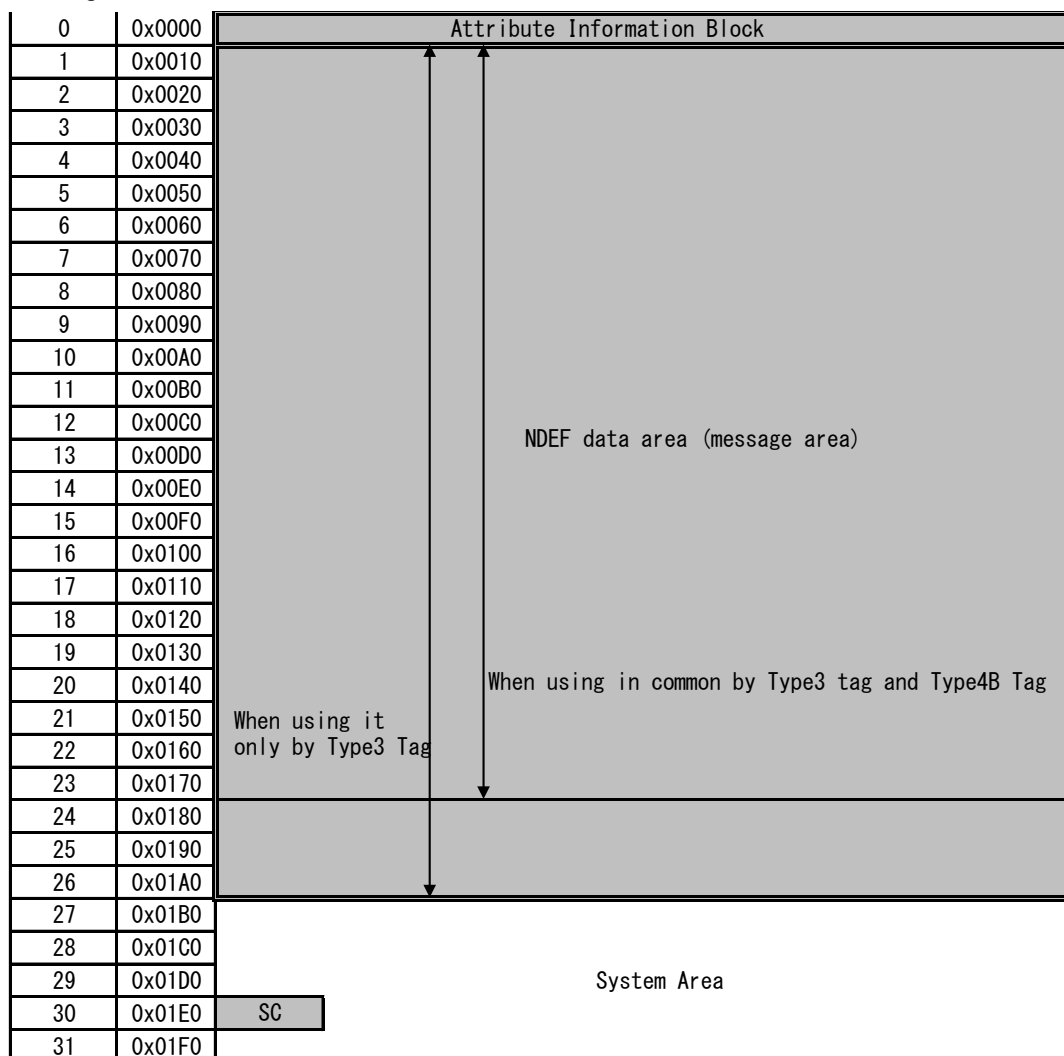 0 0x0000 Attribute Information Block
1 0x0010
2 0x0020
3 0x0030
4 0x0040
5 0x0050
6 0x0060
7 0x0070
8 0x0080
9 0x0090
10 0x00A0
11 0x00B0
12 0x00C0
NDEF data area (message area)
13 0x00D0
14 0x00E0
15 0x00F0
16 0x0100
17 0x0110
18 0x0120
19 0x0130
20 0x0140 When using in common by Type3 tag and Type4B Tag
21 0x0150 When using it
22 0x0160 only by Type3 Tag
23 0x0170
24 0x0180
25 0x0190
26 0x01A0
27 0x01B0
28 0x01C0
29 0x01D0 System Area
30 0x01E0 SC
31 0x01F0